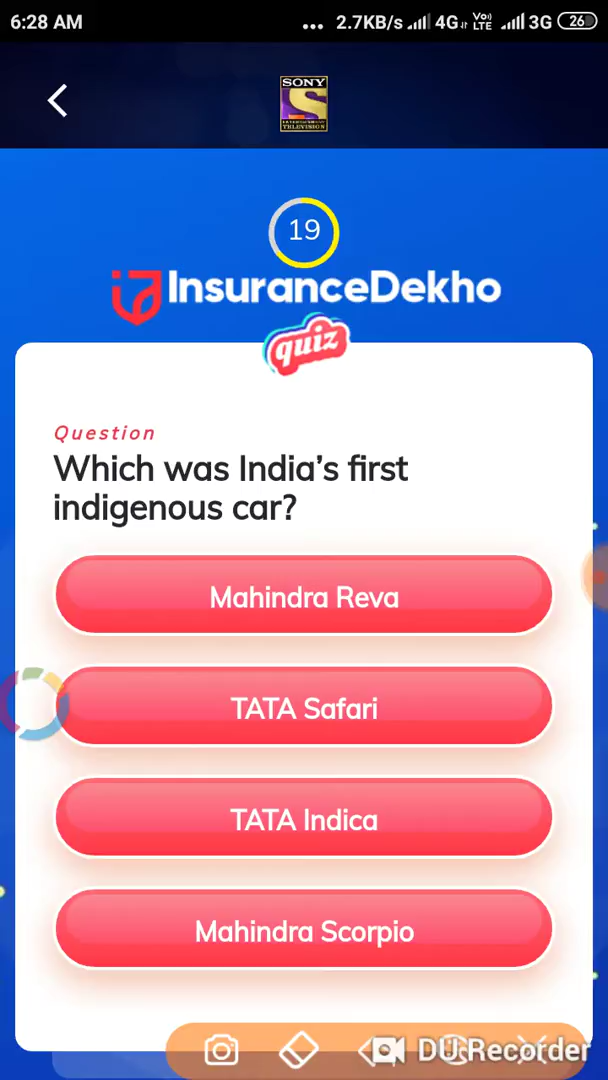 6:28 AM ... 2.7KB/s 4G Vo) LTE 3G 26
SONY
ENTERTAINMENT
TELEVISION
19
InsuranceDekho
quiz
Question
Which was India's first
indigenous car?
Mahindra Reva
TATA Safari
TATA Indica
Mahindra Scorpio
DU Recorder